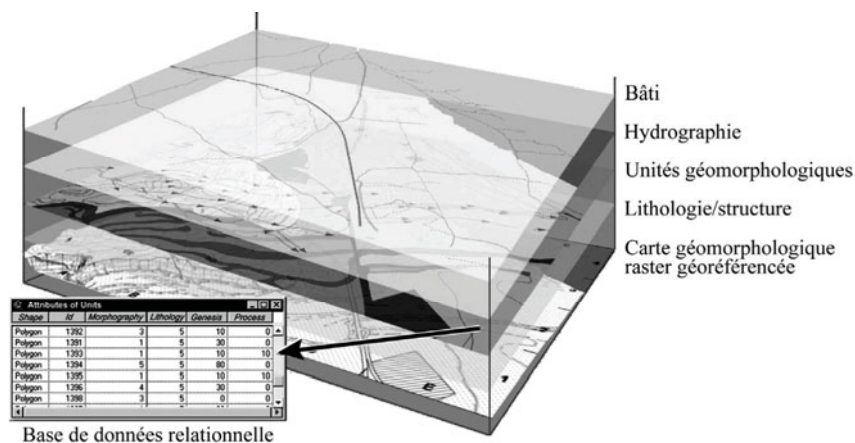 Bâti
Hydrographie
Unités géomorphologiques
Lithologie/structure
Carte géomorphologique
raster géoréférencée
Attributes of Units
Shape Id Morphography Lithology Genesis Process
Polygon 1392 3 5 10 0
Polygon 1391 1 5 30 0
Polygon 1393 1 5 10 10
Polygon 1394 5 5 80 0
Polygon 1395 1 5 10 10
Polygon 1396 4 5 30 0
Polygon 1398 3 5 0 0
E
1
Base de données relationnelle